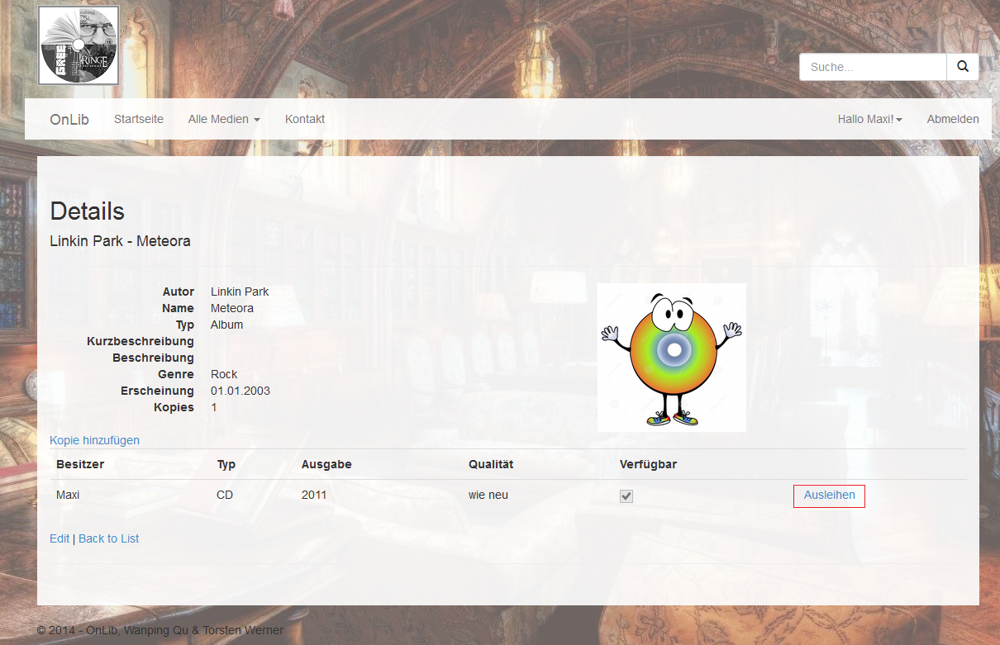 GREE
RINGE
Suche...
OnLib Startseite Alle Medien Kontakt Hallo Maxi! Abmelden
Details
Linkin Park - Meteora
Autor Linkin Park
Name Meteora
Typ Album
Kurzbeschreibung
Beschreibung
Genre Rock
Erscheinung 01.01.2003
Kopies 1
Kopie hinzufügen
Besitzer Typ Ausgabe Qualität Verfügbar
Maxi CD 2011 wie neu Ausleihen
Edit | Back to List
© 2014 - OnLib, Wanping Qu & Torsten Werner